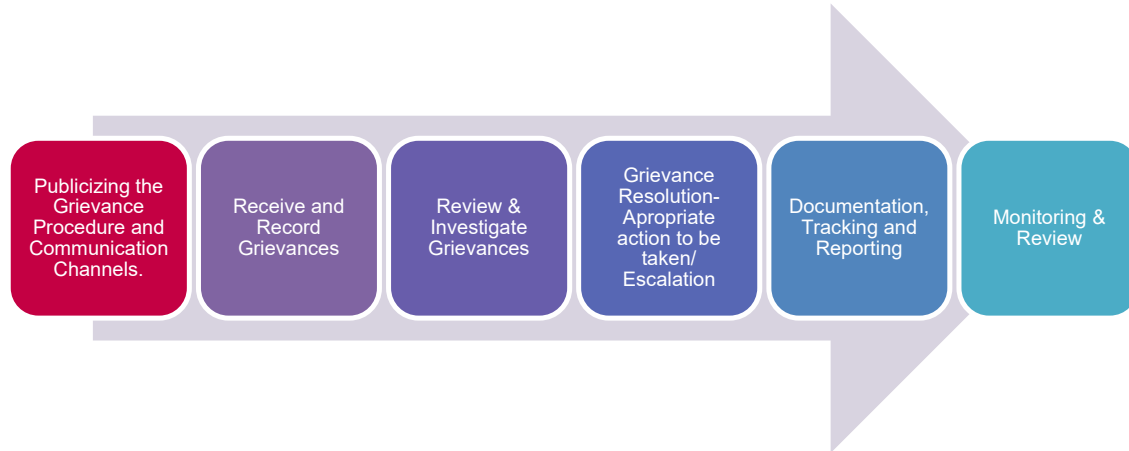 Publicizing the
Grievance
Procedure and
Communication
Channels.
Receive and
Record
Grievances
Review &
Investigate
Grievances
Grievance
Resolution-
Apropriate
action to be
taken/
Escalation
Documentation,
Tracking and
Reporting
Monitoring &
Review